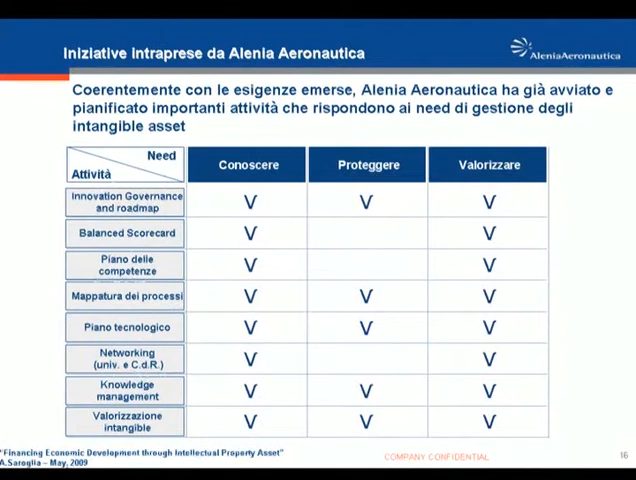 Iniziative intraprese da Alenia Aeronautica
AleniaAeronautica
Coerentemente con le esigenze emerse, Alenia Aeronautica ha già avviato e
pianificato importanti attività che rispondono ai need di gestione degli
intangible asset
Need
Attività
Conoscere
Proteggere
Valorizzare
Innovation Governance
and roadmap
V V V
Balanced Scorecard
V V
Piano delle
competenze
V V
Mappatura dei processi
V V V
Piano tecnologico
V V V
Networking
(univ. e C.d.R.)
V V
Knowledge
management
V V V
Valorizzazione
intangible
V V V
"Financing Economic Development through Intellectual Property Asset"
A.Saroglia – May, 2009
COMPANY CONFIDENTIAL
16